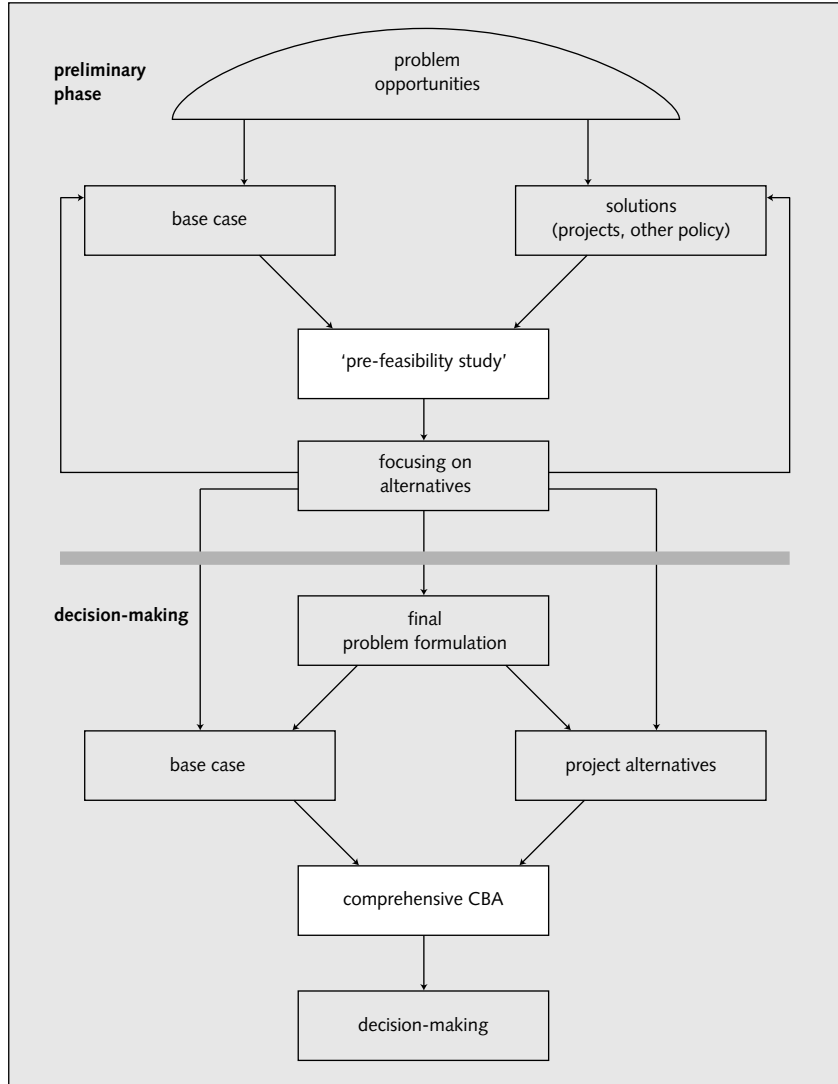 preliminary
phase
problem
opportunities
base case
solutions
(projects, other policy)
‘pre-feasibility study’
focusing on
alternatives
decision-making
final
problem formulation
base case
project alternatives
comprehensive CBA
decision-making